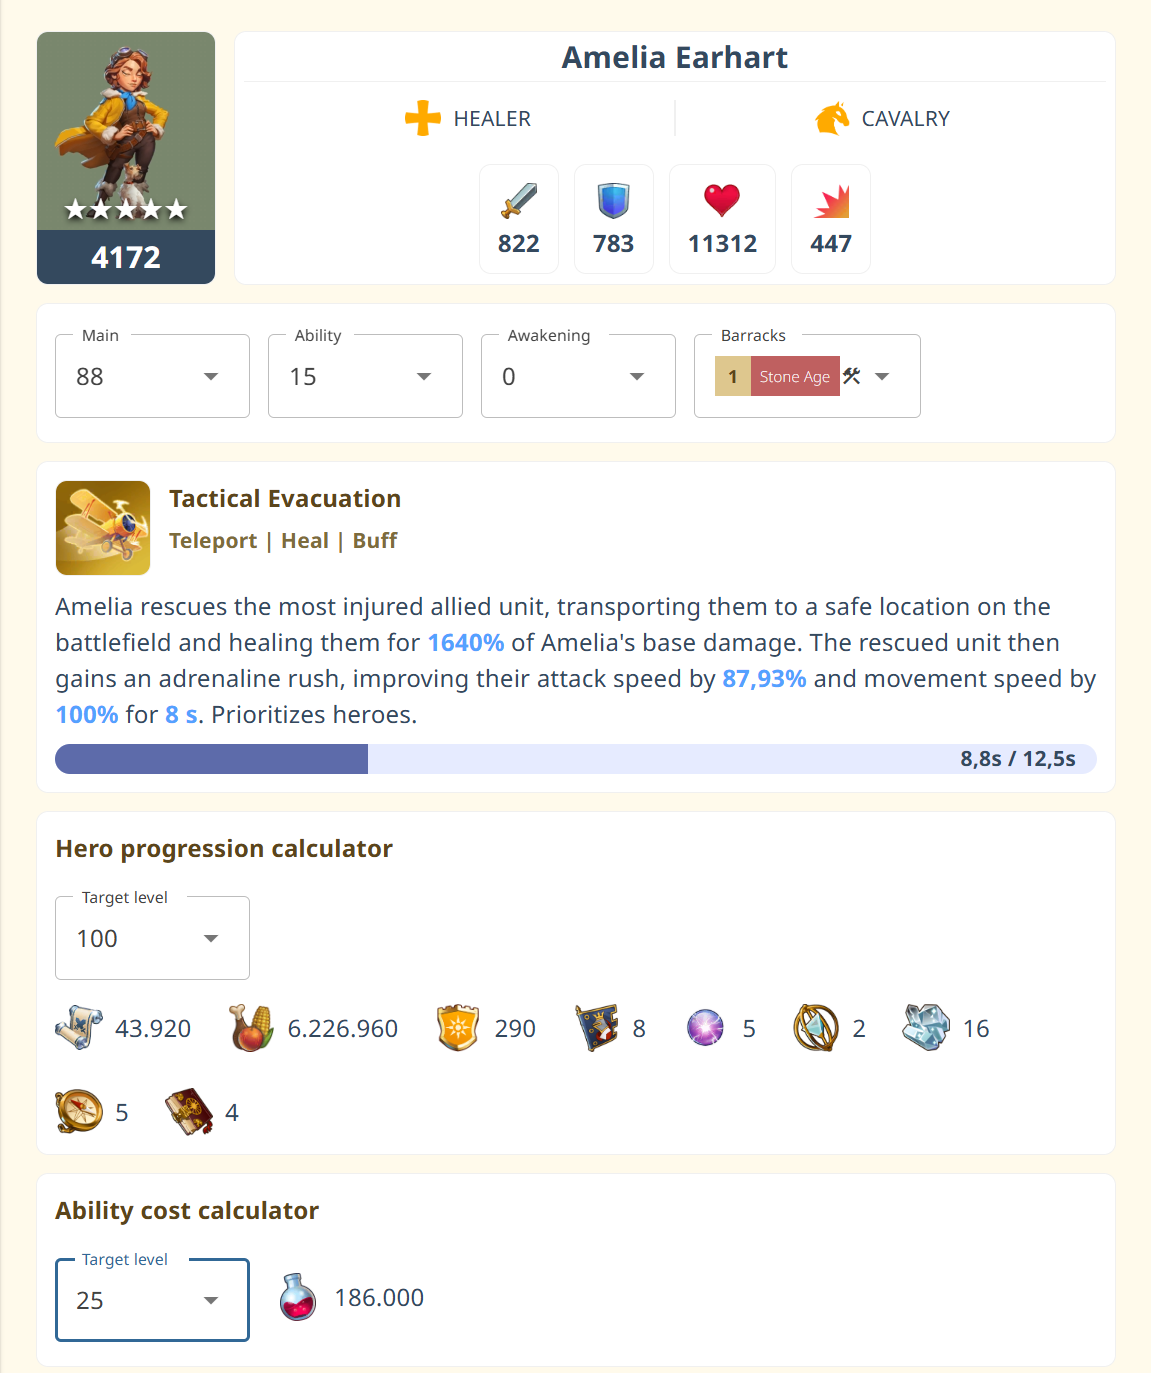 Amelia Earhart
HEALER
CAVALRY
4172
822
783
11312
447
Main
88
Ability
15
Awakening
0
Barracks
1 Stone Age
Tactical Evacuation
Teleport | Heal | Buff
Amelia rescues the most injured allied unit, transporting them to a safe location on the
battlefield and healing them for 1640% of Amelia's base damage. The rescued unit then
gains an adrenaline rush, improving their attack speed by 87,93% and movement speed by
100% for 8 s. Prioritizes heroes.
8,8s / 12,5s
Hero progression calculator
Target level
100
43.920 6.226.960 290 8 5 2 16
5 4
Ability cost calculator
Target level
25
186.000